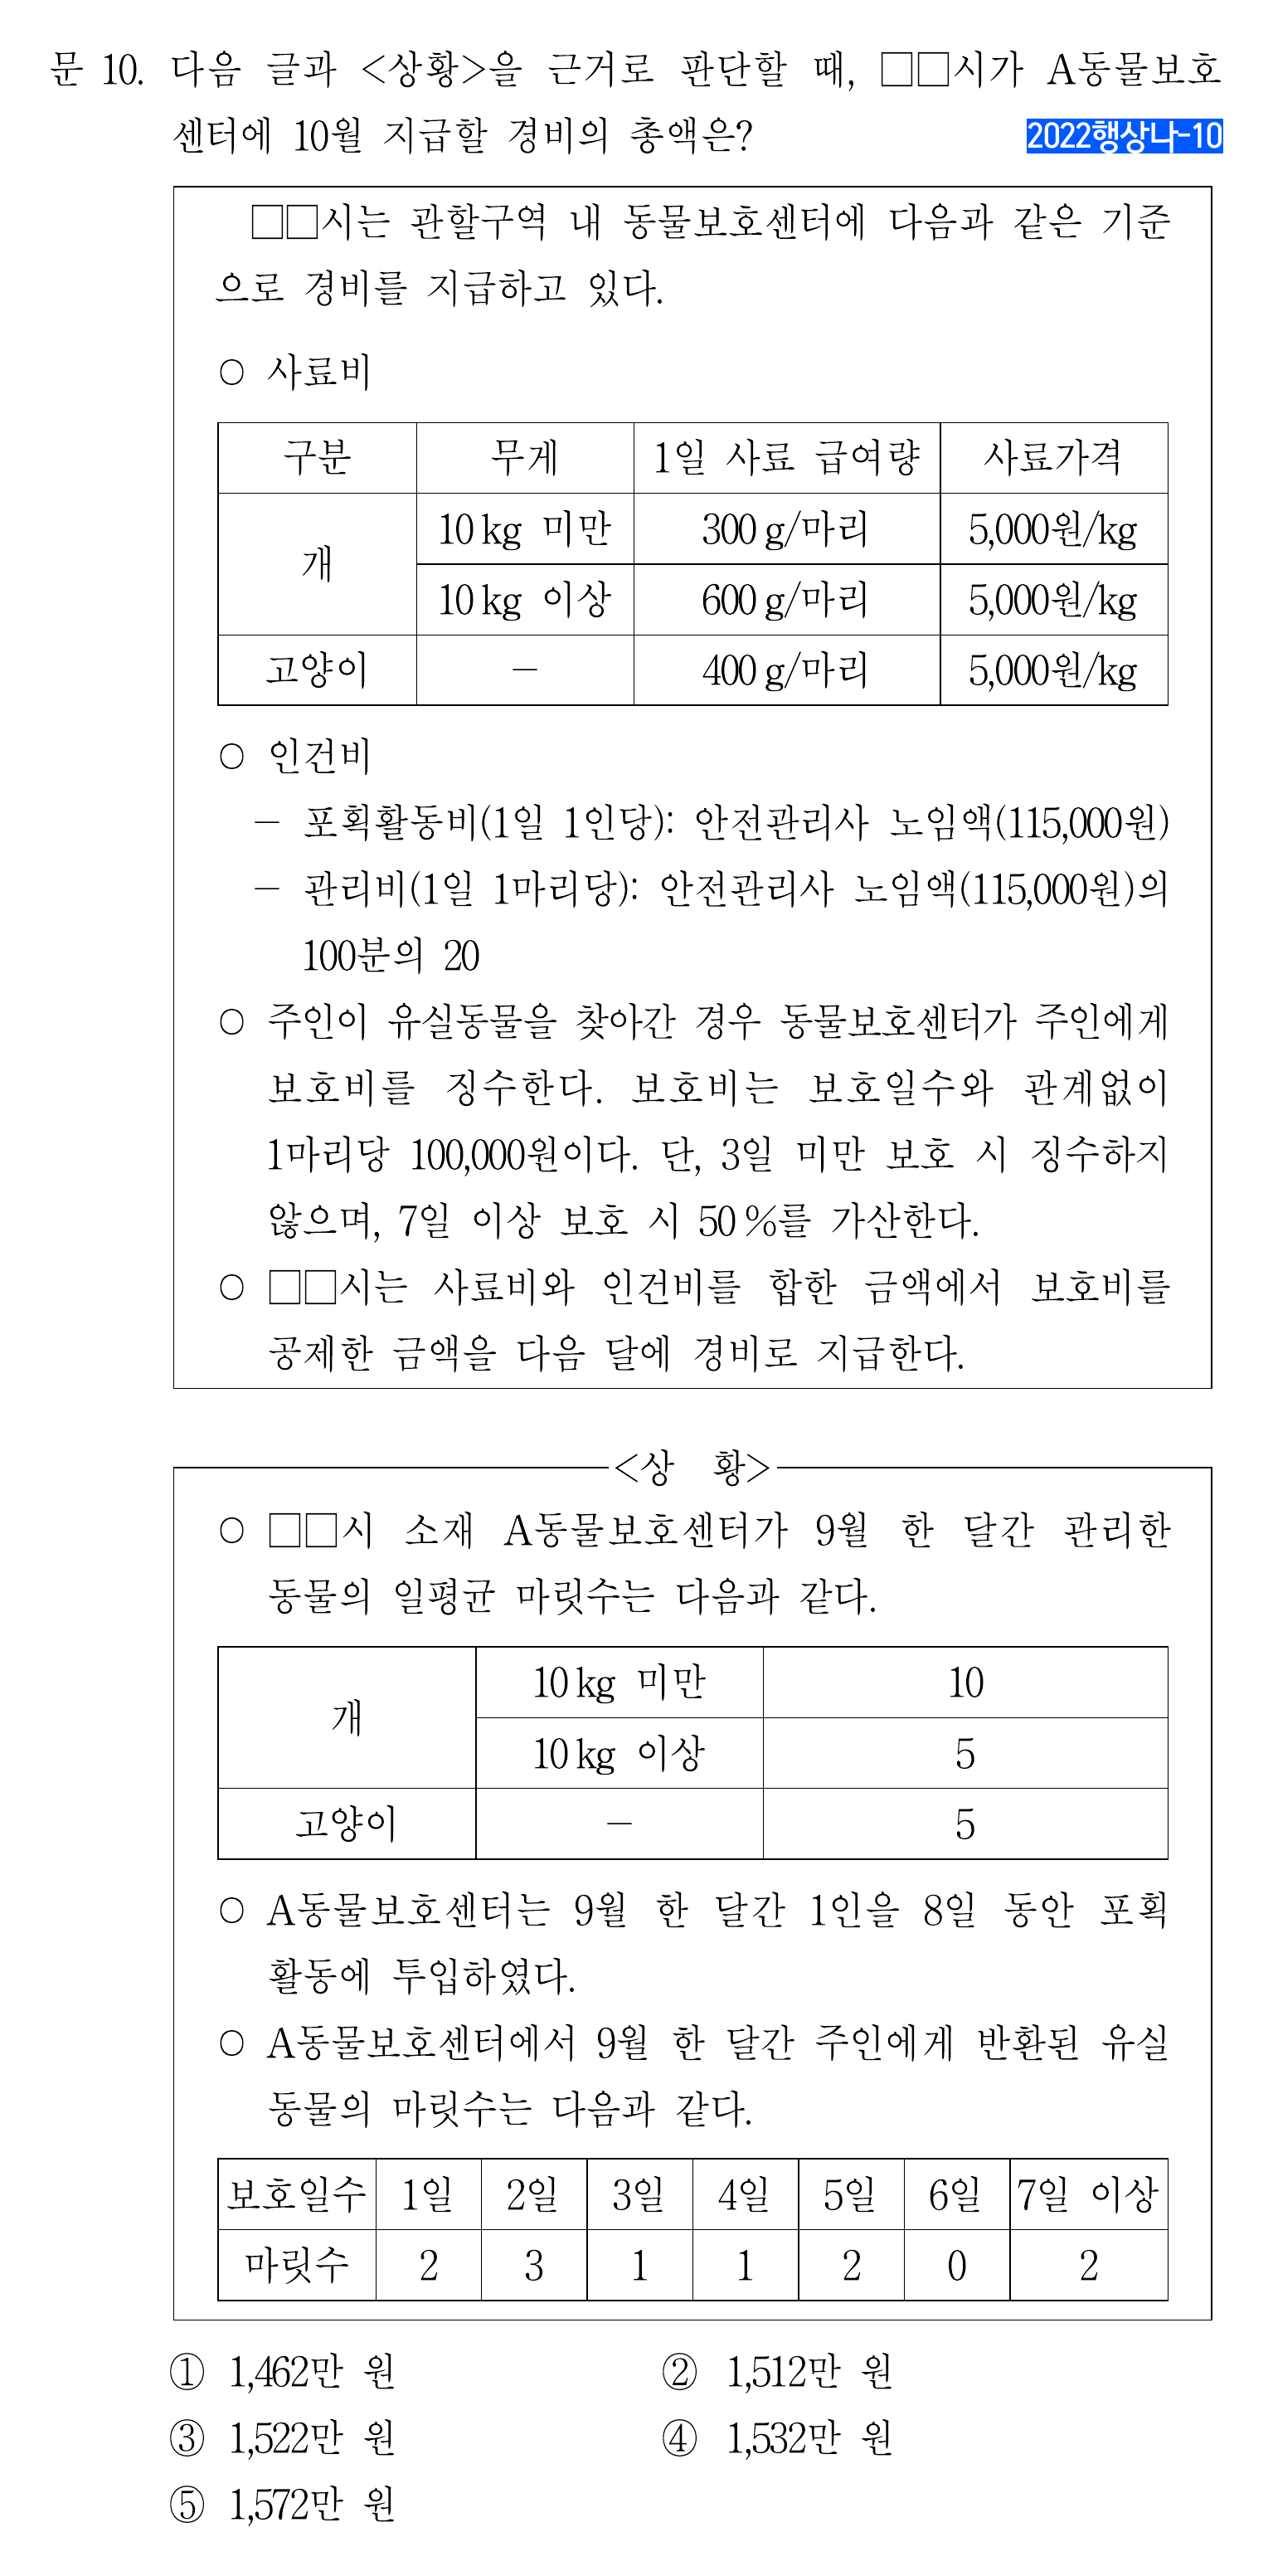 문 10. 다음 글과 <상황>을 근거로 판단할 때, □□시가 A동물보호
센터에 10월 지급할 경비의 총액은?
2022행상나-10
□□시는 관할구역 내 동물보호센터에 다음과 같은 기준
으로 경비를 지급하고 있다.
○ 사료비
구분 무게 1일 사료 급여량 사료가격
개 10kg 미만 300g/마리 5,000원/kg
10kg 이상 600g/마리 5,000원/kg
고양이 － 400g/마리 5,000원/kg
○ 인건비
－ 포획활동비(1일 1인당): 안전관리사 노임액(115,000원)
－ 관리비(1일 1마리당): 안전관리사 노임액(115,000원)의
100분의 20
○ 주인이 유실동물을 찾아간 경우 동물보호센터가 주인에게
보호비를 징수한다. 보호비는 보호일수와 관계없이
1마리당 100,000원이다. 단, 3일 미만 보호 시 징수하지
않으며, 7일 이상 보호 시 50%를 가산한다.
○ □□시는 사료비와 인건비를 합한 금액에서 보호비를
공제한 금액을 다음 달에 경비로 지급한다.
<상 황>
○ □□시 소재 A동물보호센터가 9월 한 달간 관리한
동물의 일평균 마릿수는 다음과 같다.
개 10kg 미만 10
10kg 이상 5
고양이 － 5
○ A동물보호센터는 9월 한 달간 1인을 8일 동안 포획
활동에 투입하였다.
○ A동물보호센터에서 9월 한 달간 주인에게 반환된 유실
동물의 마릿수는 다음과 같다.
보호일수 1일 2일 3일 4일 5일 6일 7일 이상
마릿수 2 3 1 1 2 0 2
① 1,462만 원 ② 1,512만 원
③ 1,522만 원 ④ 1,532만 원
⑤ 1,572만 원